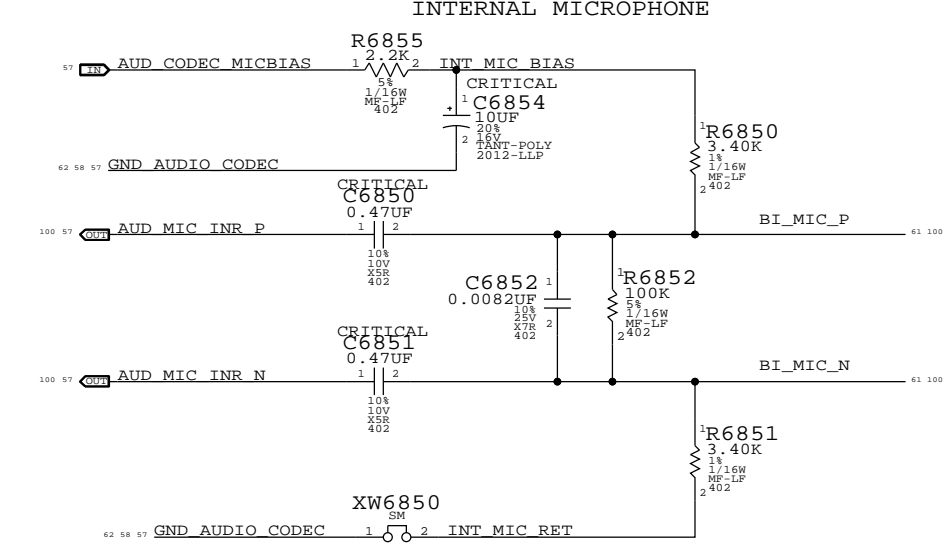 INTERNAL MICROPHONE
R6855
57 IN AUD_CODEC_MICBIAS 1 2.2K 2 INT_MIC_BIAS
5%
1/16W
MF-LF
402
CRITICAL
1 C6854
+ 10UF
20%
2 16V
TANT-POLY
2012-LLP
1 R6850
3.40K
1%
1/16W
MF-LF
2 402
62 58 57 GND_AUDIO_CODEC
CRITICAL
C6850
0.47UF
100 57 OUT AUD_MIC_INR_P 1 2 BI_MIC_P 61 100
10%
10V
X5R
402
C6852 1
0.0082UF
10%
25V
X7R 2
402
1 R6852
100K
5%
1/16W
MF-LF
2 402
CRITICAL
C6851
0.47UF
100 57 OUT AUD_MIC_INR_N 1 2 BI_MIC_N 61 100
10%
10V
X5R
402
1 R6851
3.40K
1%
1/16W
MF-LF
2 402
XW6850
SM
62 58 57 GND_AUDIO_CODEC 1 2 INT_MIC_RET